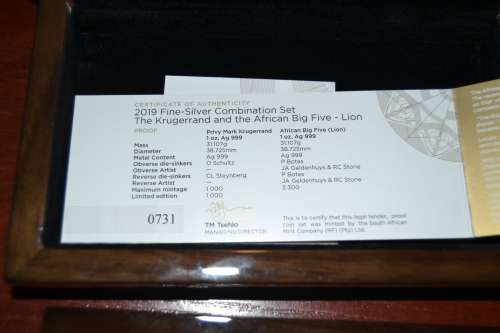 CERTIFICATE OF AUTHENTICITY
2019 Fine-Silver Combination Set
The Krugerrand and the African Big Five - Lion
PROOF Privy Mark Krugerrand African Big Five (Lion)
1 oz, Ag 999 1 oz, Ag 999
Mass 31.107g 31.107g
Diameter 38.725mm 38.725mm
Metal Content Ag 999 Ag 999
Obverse die-sinkers O Schultz P Botes
Obverse Artist — JA Geldenhuys & RC Stone
Reverse die-sinkers CL Steynberg P Botes
Reverse Artist JA Geldenhuys & RC Stone
Maximum mintage 1 000 2 300
Limited edition 1 000
0731
TM Tsehlo
MANAGING DIRECTOR
This is to certify that this legal tender, proof
coin set was minted by the South African
Mint Company (RF) (Pty) Ltd.